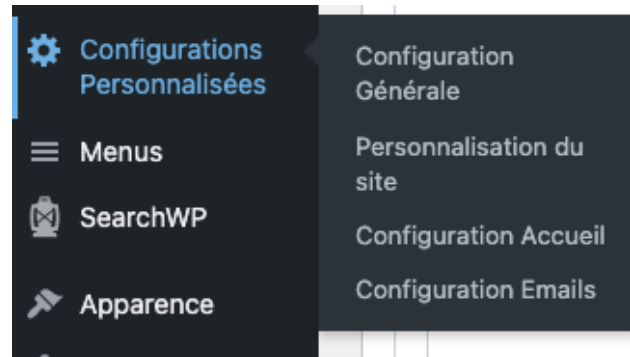 Configurations
Personnalisées
Menus
SearchWP
Apparence
Configuration
Générale
Personnalisation du
site
Configuration Accueil
Configuration Emails